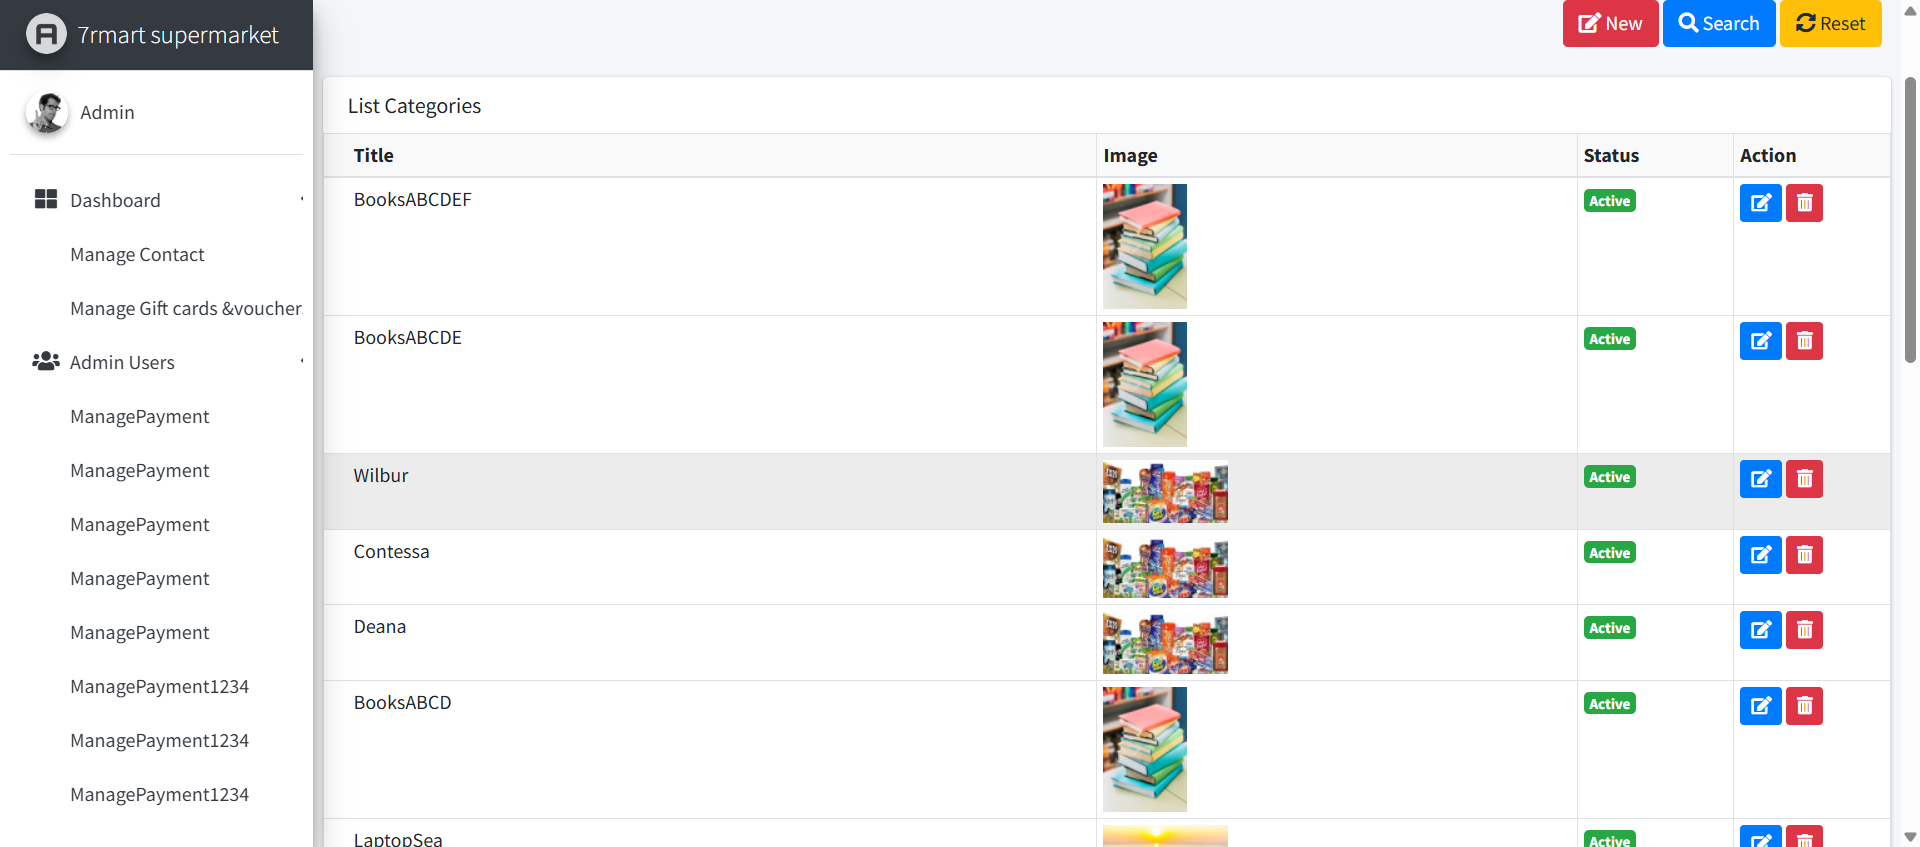 7rmart supermarket
Admin
Dashboard
Manage Contact
Manage Gift cards &voucher
Admin Users
ManagePayment
ManagePayment
ManagePayment
ManagePayment
ManagePayment
ManagePayment1234
ManagePayment1234
ManagePayment1234
New Search Reset
List Categories
Title Image Status Action
BooksABCDEF Active
BooksABCDE Active
Wilbur Active
Contessa Active
Deana Active
BooksABCD Active
LaptopSea Active